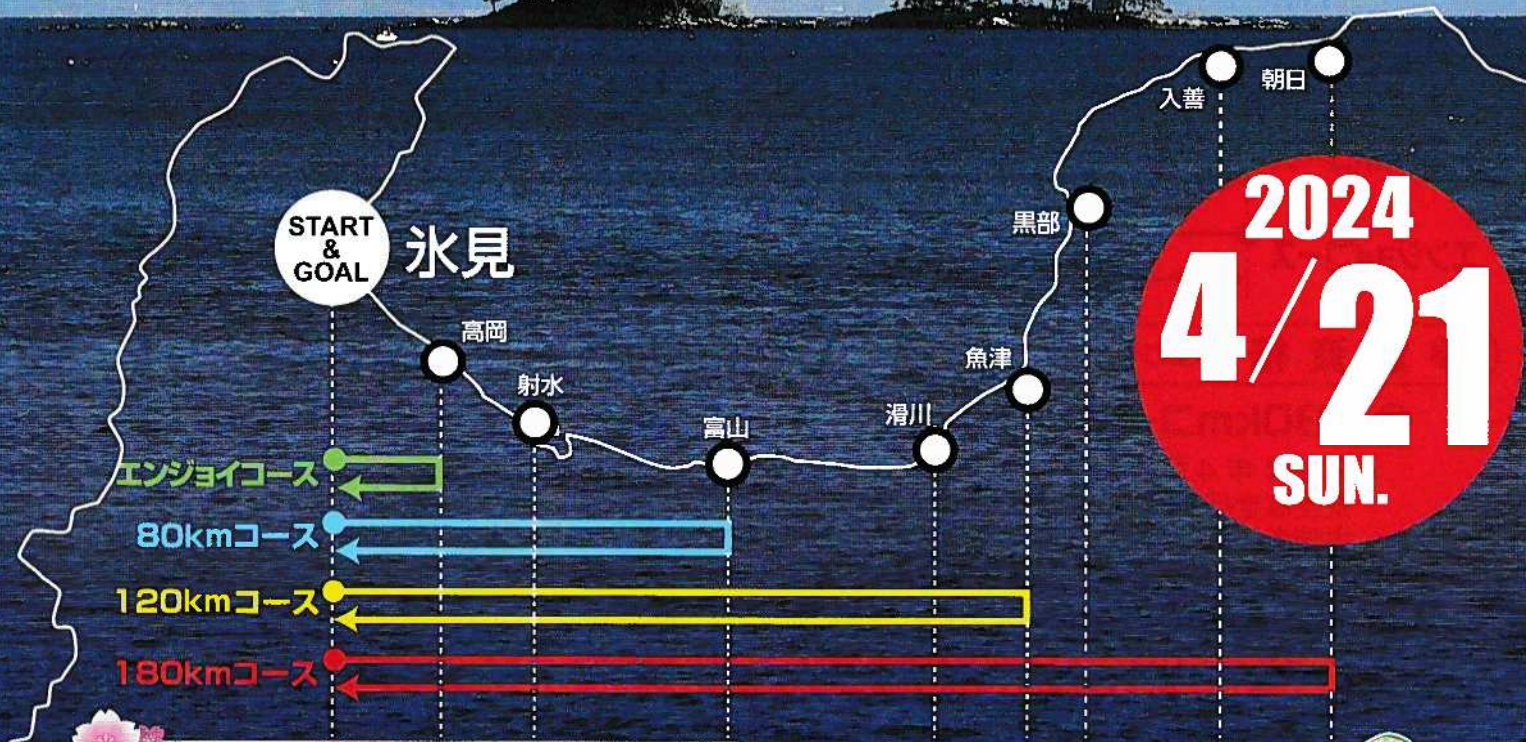 入善
朝日
2024
4/21
SUN.
黒部
START
&
GOAL
氷見
高岡
魚津
射水
滑川
富山
エンジョイコース
80kmコース
120kmコース
180kmコース